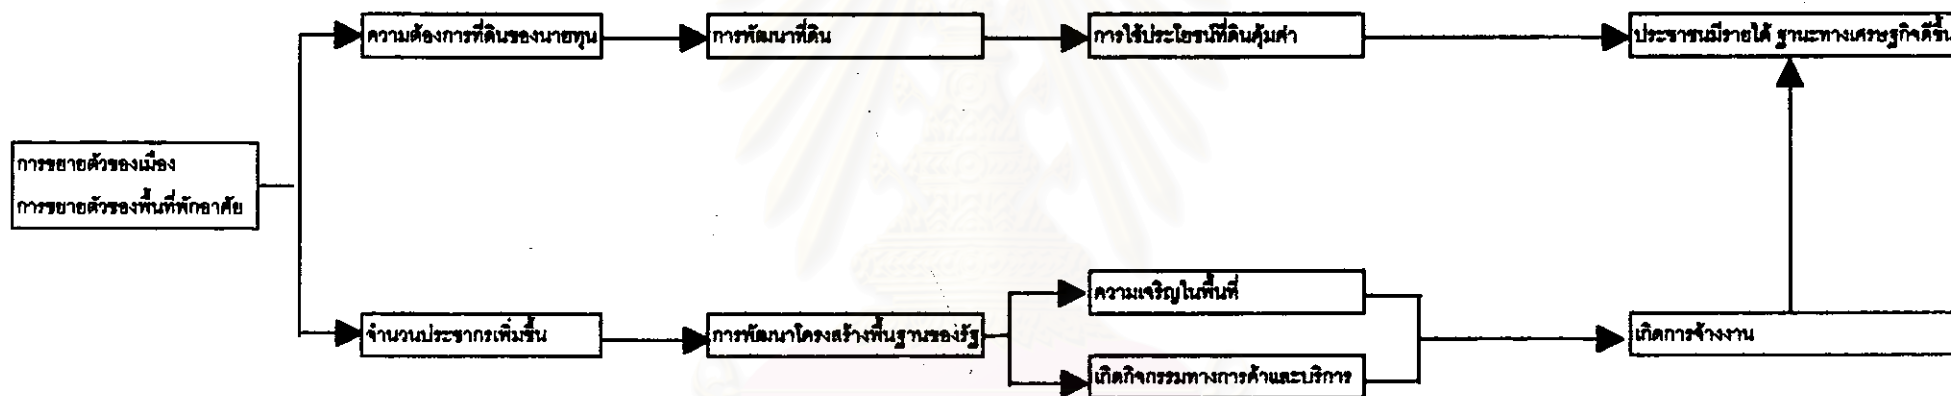 ความต้องการที่ดินของนายทุน
การพัฒนาที่ดิน
การใช้ประโยชน์ที่ดินคุ้มค่า
ประชาชนมีรายได้ ฐานะทางเศรษฐกิจดีขึ้น
การขยายตัวของเมือง
การขยายตัวของพื้นที่พักอาศัย
จำนวนประชากรเพิ่มขึ้น
การพัฒนาโครงสร้างพื้นฐานของรัฐ
ความเจริญในพื้นที่
เกิดกิจกรรมทางการค้าและบริการ
เกิดการจ้างงาน